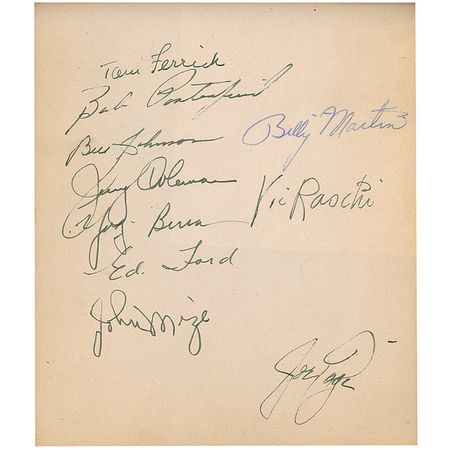 Tom Ferrick
Bob Porterfield
Billy Martin
Bill Johnson
Jerry Coleman
Vic Raschi
Yogi Berra
Ed. Ford
John Mize
Joe Page